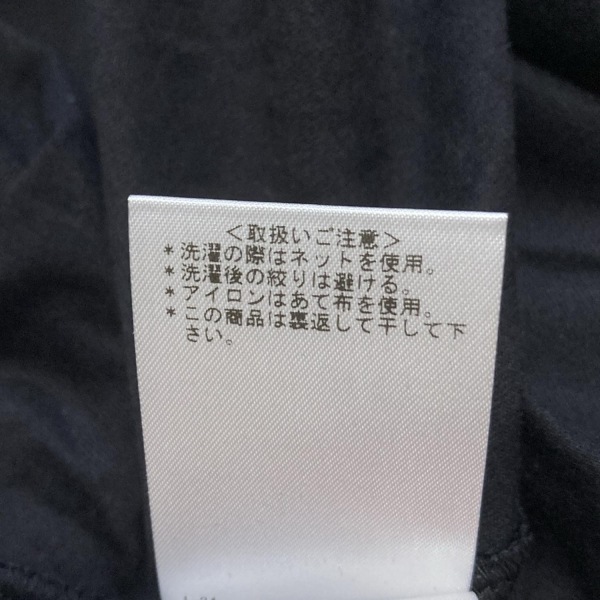 <取扱いご注意>
*洗濯の際はネットを使用。
*洗濯後の絞りは避ける。
*アイロンはあて布を使用。
*この商品は裏返して干して下
さい。